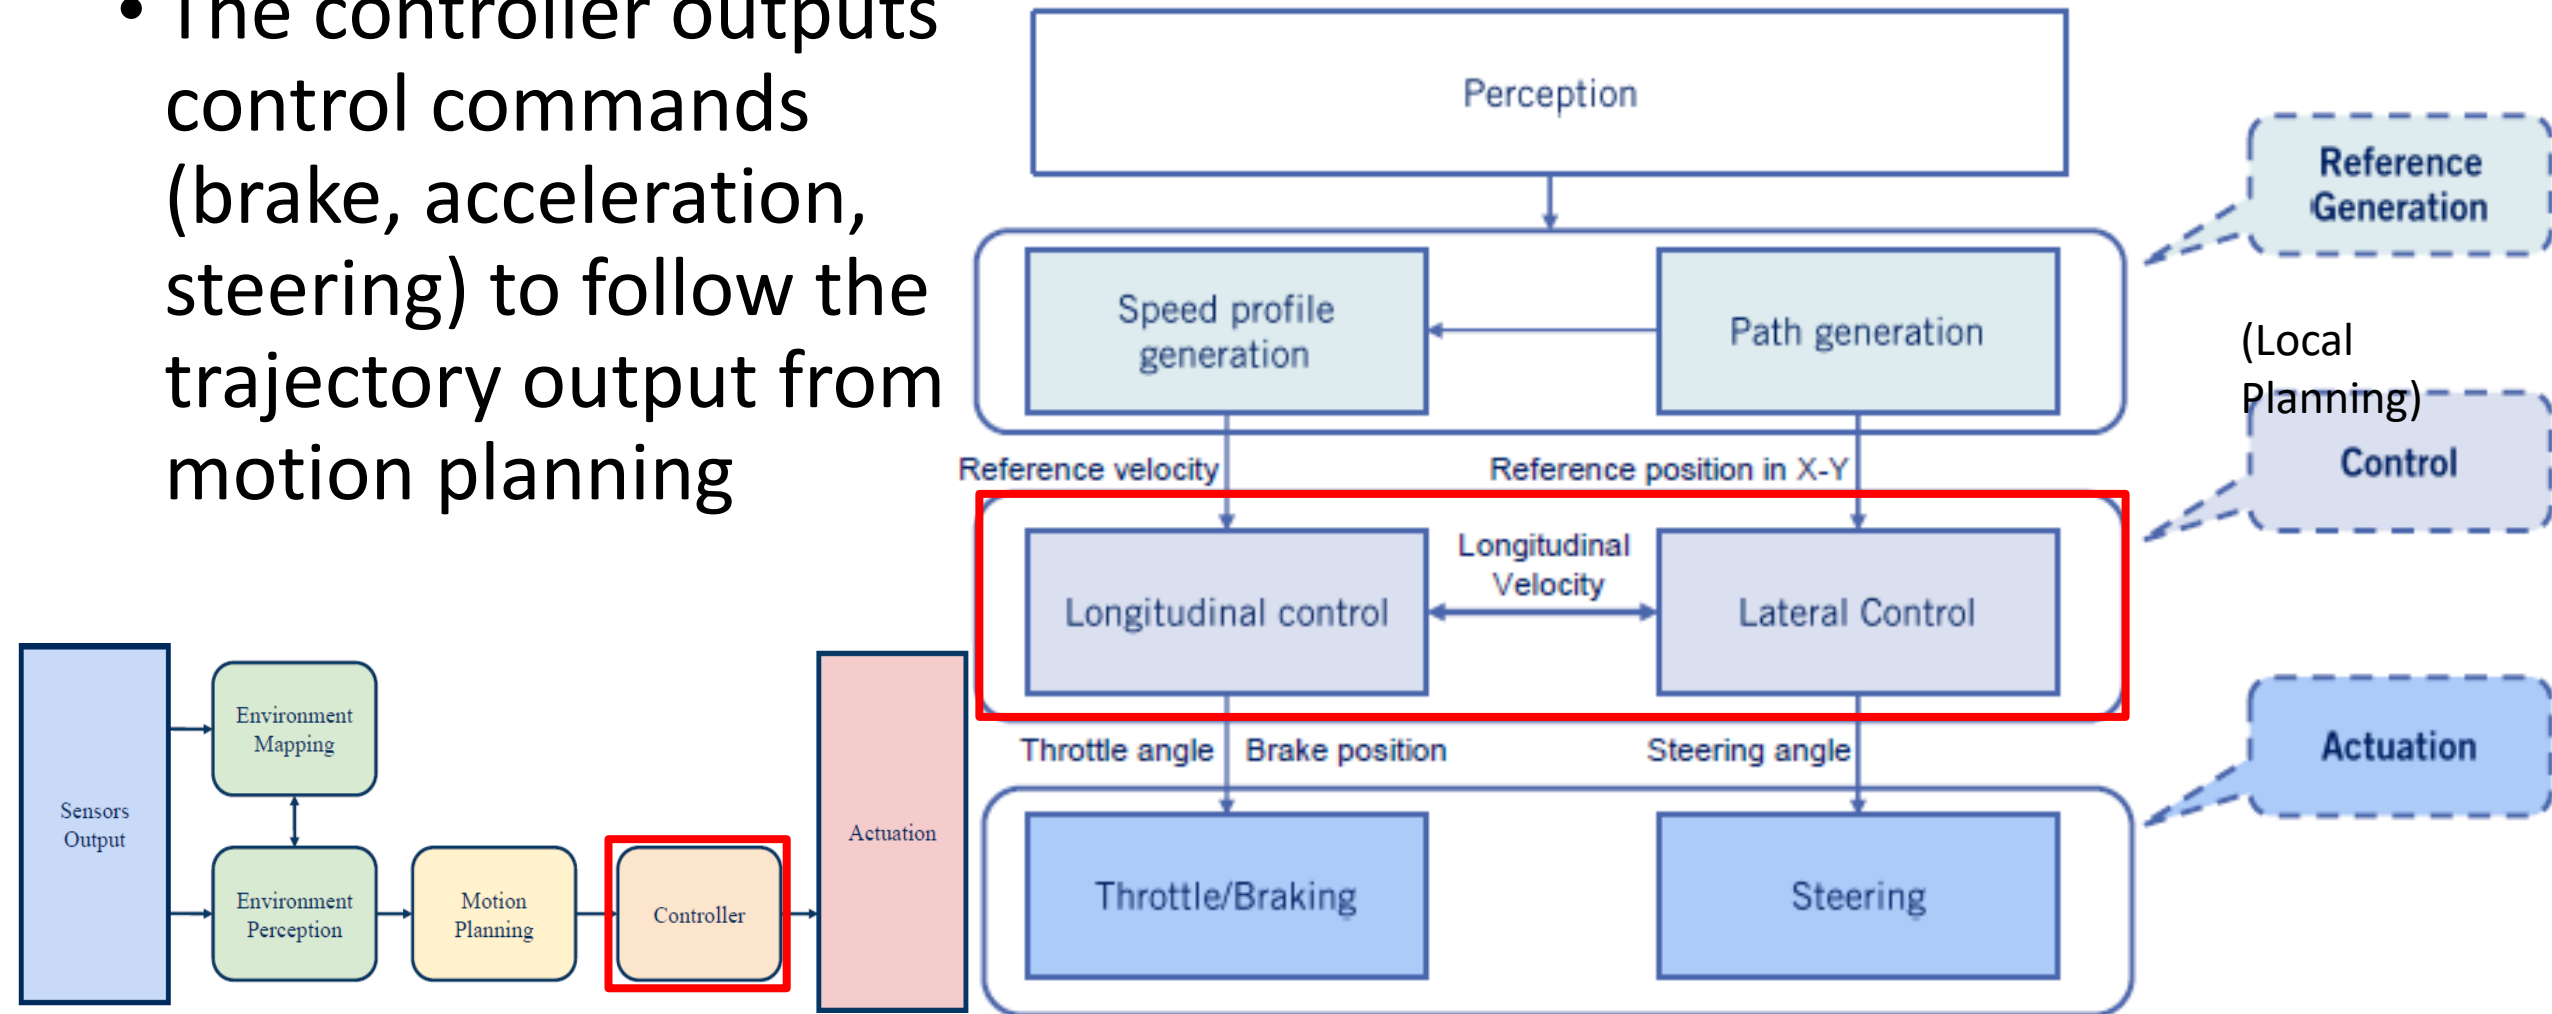 • The controller outputs
control commands
(brake, acceleration,
steering) to follow the
trajectory output from
motion planning
Perception
Reference
Generation
Speed profile
generation
Path generation
(Local
Planning)
Reference velocity
Reference position in X-Y
Control
Longitudinal control
Longitudinal
Velocity
Lateral Control
Throttle angle
Brake position
Steering angle
Actuation
Throttle/Braking
Steering
Sensors
Output
Environment
Mapping
Environment
Perception
Motion
Planning
Controller
Actuation